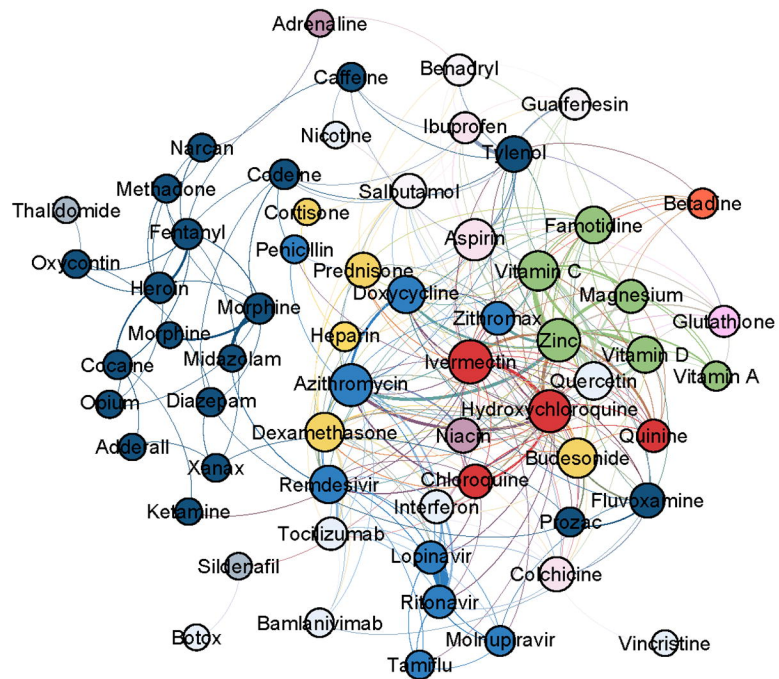 Adrenaline
Caffeine
Benadryl
Guaifenesin
Nicotine
Ibuprofen
Narcan
Tylenol
Codeine
Methadone
Salbutamol
Thalidomide
Cortisone
Betadine
Fentanyl
Famotidine
Aspirin
Penicillin
Oxycontin
Prednisone
Vitamin C
Heroin
Doxycycline
Magnesium
Morphine
Zithromax
Glutathione
Morphine
Heparin
Zinc
Midazolam
Ivermectin
Vitamin D
Cocaine
Vitamin A
Azithromycin
Quercetin
Opium
Diazepam
Hydroxychloroquine
Dexamethasone
Niacin
Quinine
Adderall
Budesonide
Xanax
Chloroquine
Remdesivir
Fluvoxamine
Interferon
Ketamine
Prozac
Tocilizumab
Lopinavir
Sildenafil
Colchicine
Ritonavir
Bamlanivimab
Botox
Molnupiravir
Vincristine
Tamiflu